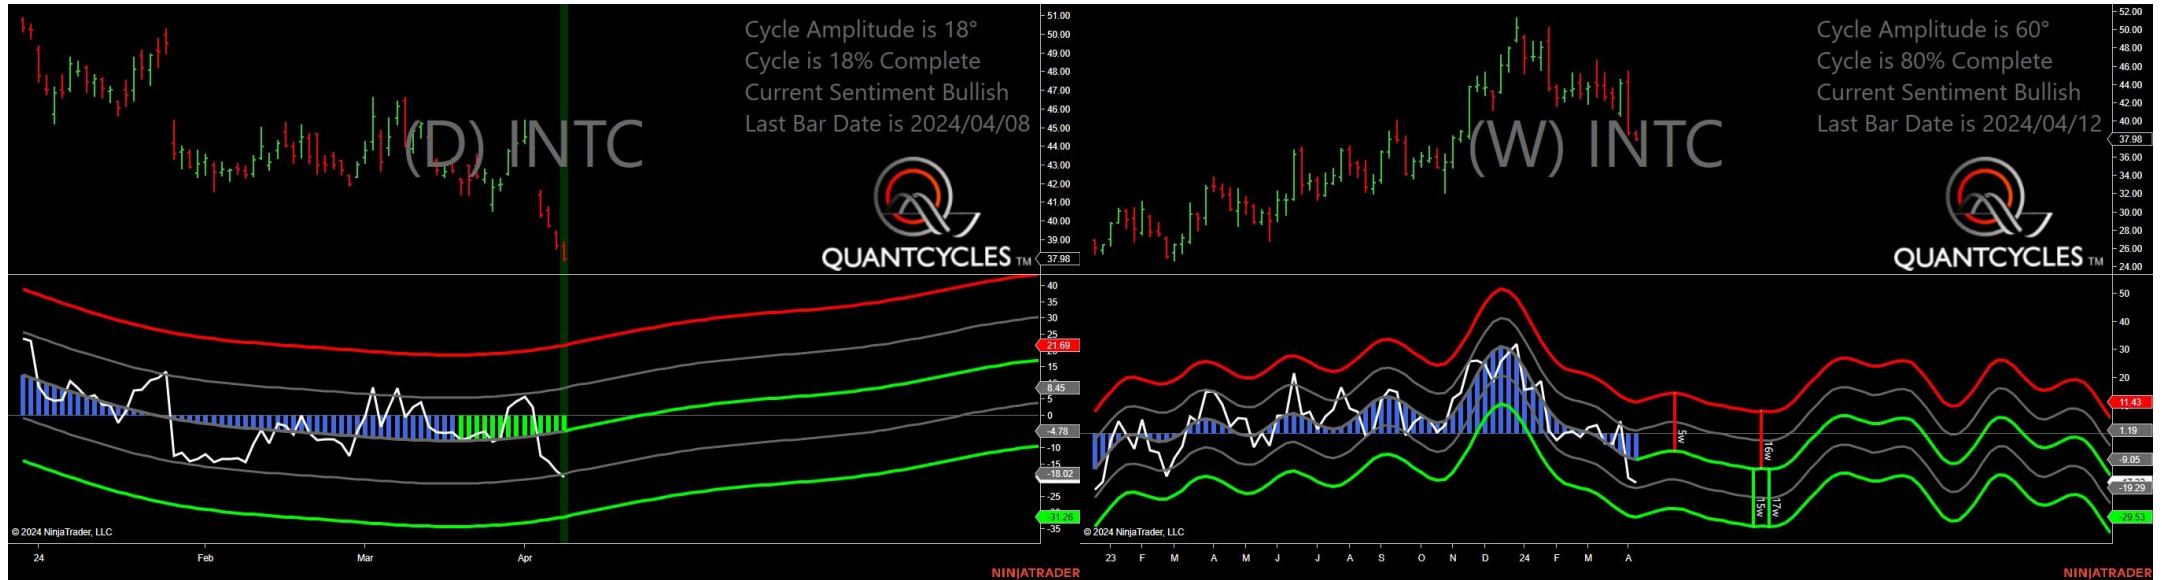 Cycle Amplitude is 18°
Cycle is 18% Complete
Current Sentiment Bullish
Last Bar Date is 2024/04/08
(D) INTC
QUANTCYCLES TM
51.00
50.00
49.00
48.00
47.00
46.00
45.00
44.00
43.00
42.00
41.00
40.00
39.00
37.98
40
35
30
25
21.69
15
8.45
5
0
-4.78
-10
-15
-18.02
-25
-31.26
-35
© 2024 NinjaTrader, LLC
24 Feb Mar Apr
NINJATRADER
Cycle Amplitude is 60°
Cycle is 80% Complete
Current Sentiment Bullish
Last Bar Date is 2024/04/12
(W) INTC
QUANTCYCLES TM
52.00
50.00
48.00
46.00
44.00
42.00
40.00
37.98
36.00
34.00
32.00
30.00
28.00
26.00
24.00
50
40
30
20
11.43
1.19
-9.05
-19.29
-29.53
5w
16w
15w
17w
© 2024 NinjaTrader, LLC
23 F M A M J J A S O N D 24 F M A
NINJATRADER